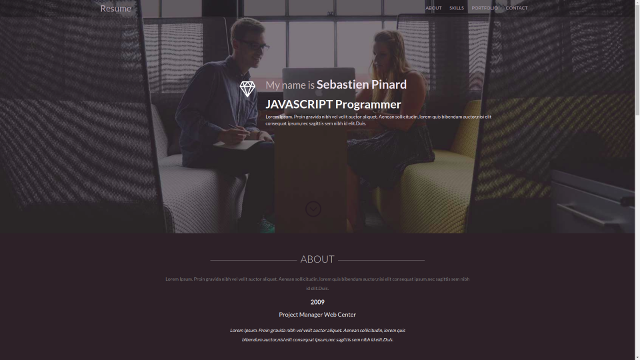 Resume
ABOUT SKILLS PORTFOLIO CONTACT
My name is Sebastien Pinard
JAVASCRIPT Programmer
Lorem ipsum. Proin gravida nibh vel velit auctor aliquet. Aenean sollicitudin, lorem quis bibendum auctor.nisi elit
consequat ipsum.nec sagittis sem nibh id elit.Duis.
ABOUT
Lorem ipsum. Proin gravida nibh vel velit auctor aliquet. Aenean sollicitudin, lorem quis bibendum auctor.nisi elit consequat ipsum.nec sagittis sem nibh
id elit.Duis.
2009
Project Manager Web Center
Lorem ipsum. Proin gravida nibh vel velit auctor aliquet. Aenean sollicitudin, lorem quis
bibendum auctor.nisi elit consequat ipsum.nec sagittis sem nibh id elit.Duis.